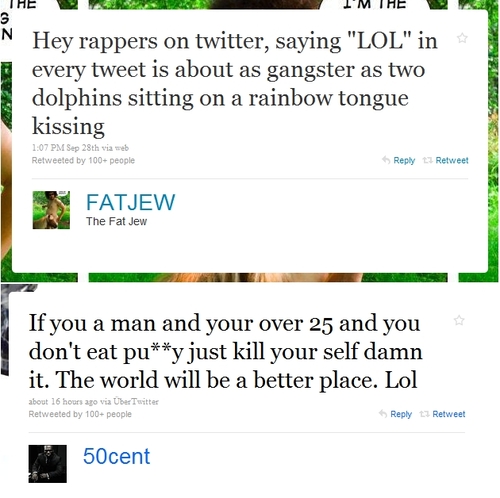 THE
G
N
I'M THE
Hey rappers on twitter, saying "LOL" in
every tweet is about as gangster as two
dolphins sitting on a rainbow tongue
kissing
1:07 PM Sep 28th via web
Retweeted by 100+ people
Reply Retweet
FATJEW
The Fat Jew
If you a man and your over 25 and you
don't eat pu**y just kill your self damn
it. The world will be a better place. Lol
about 16 hours ago via ÜberTwitter
Retweeted by 100+ people
Reply Retweet
50cent